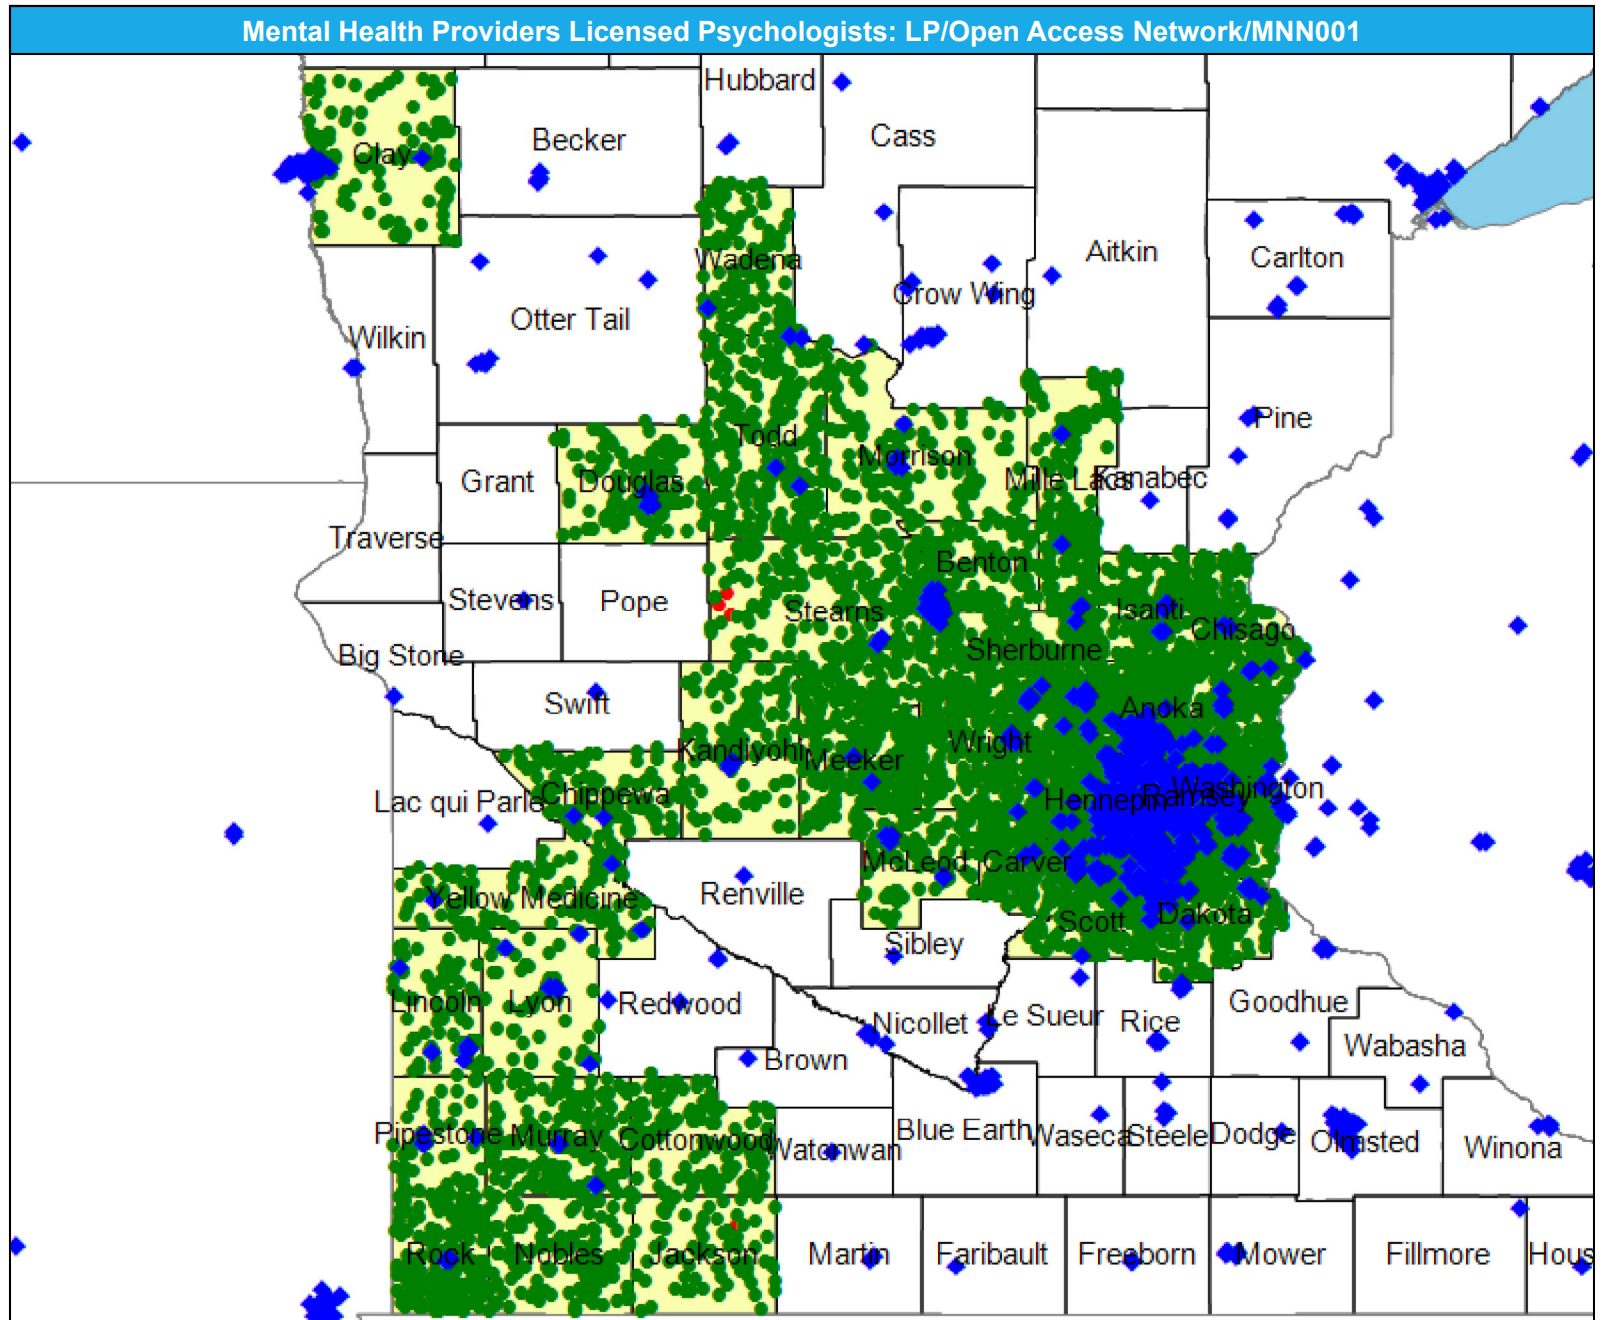 Mental Health Providers Licensed Psychologists: LP/Open Access Network/MNN001
Hubbard
Becker
Cass
Clay
Wadena
Aitkin
Carlton
Crow Wing
Otter Tail
Wilkin
Pine
Todd
Morrison
Grant
Douglas
Mille Lacs
Kanabec
Traverse
Benton
Stevens
Pope
Stearns
Isanti
Chisago
Sherburne
Big Stone
Swift
Anoka
Wright
Kandiyohi
Meeker
Washington
Lac qui Parle
Chippewa
Hennepin
Ramsey
McLeod
Carver
Yellow Medicine
Renville
Scott
Dakota
Sibley
Lincoln
Lyon
Redwood
Goodhue
Nicollet
Le Sueur
Rice
Wabasha
Brown
Pipestone
Murray
Cottonwood
Watonwan
Blue Earth
Waseca
Steele
Dodge
Olmsted
Winona
Rock
Nobles
Jackson
Martin
Faribault
Freeborn
Mower
Fillmore
Hous